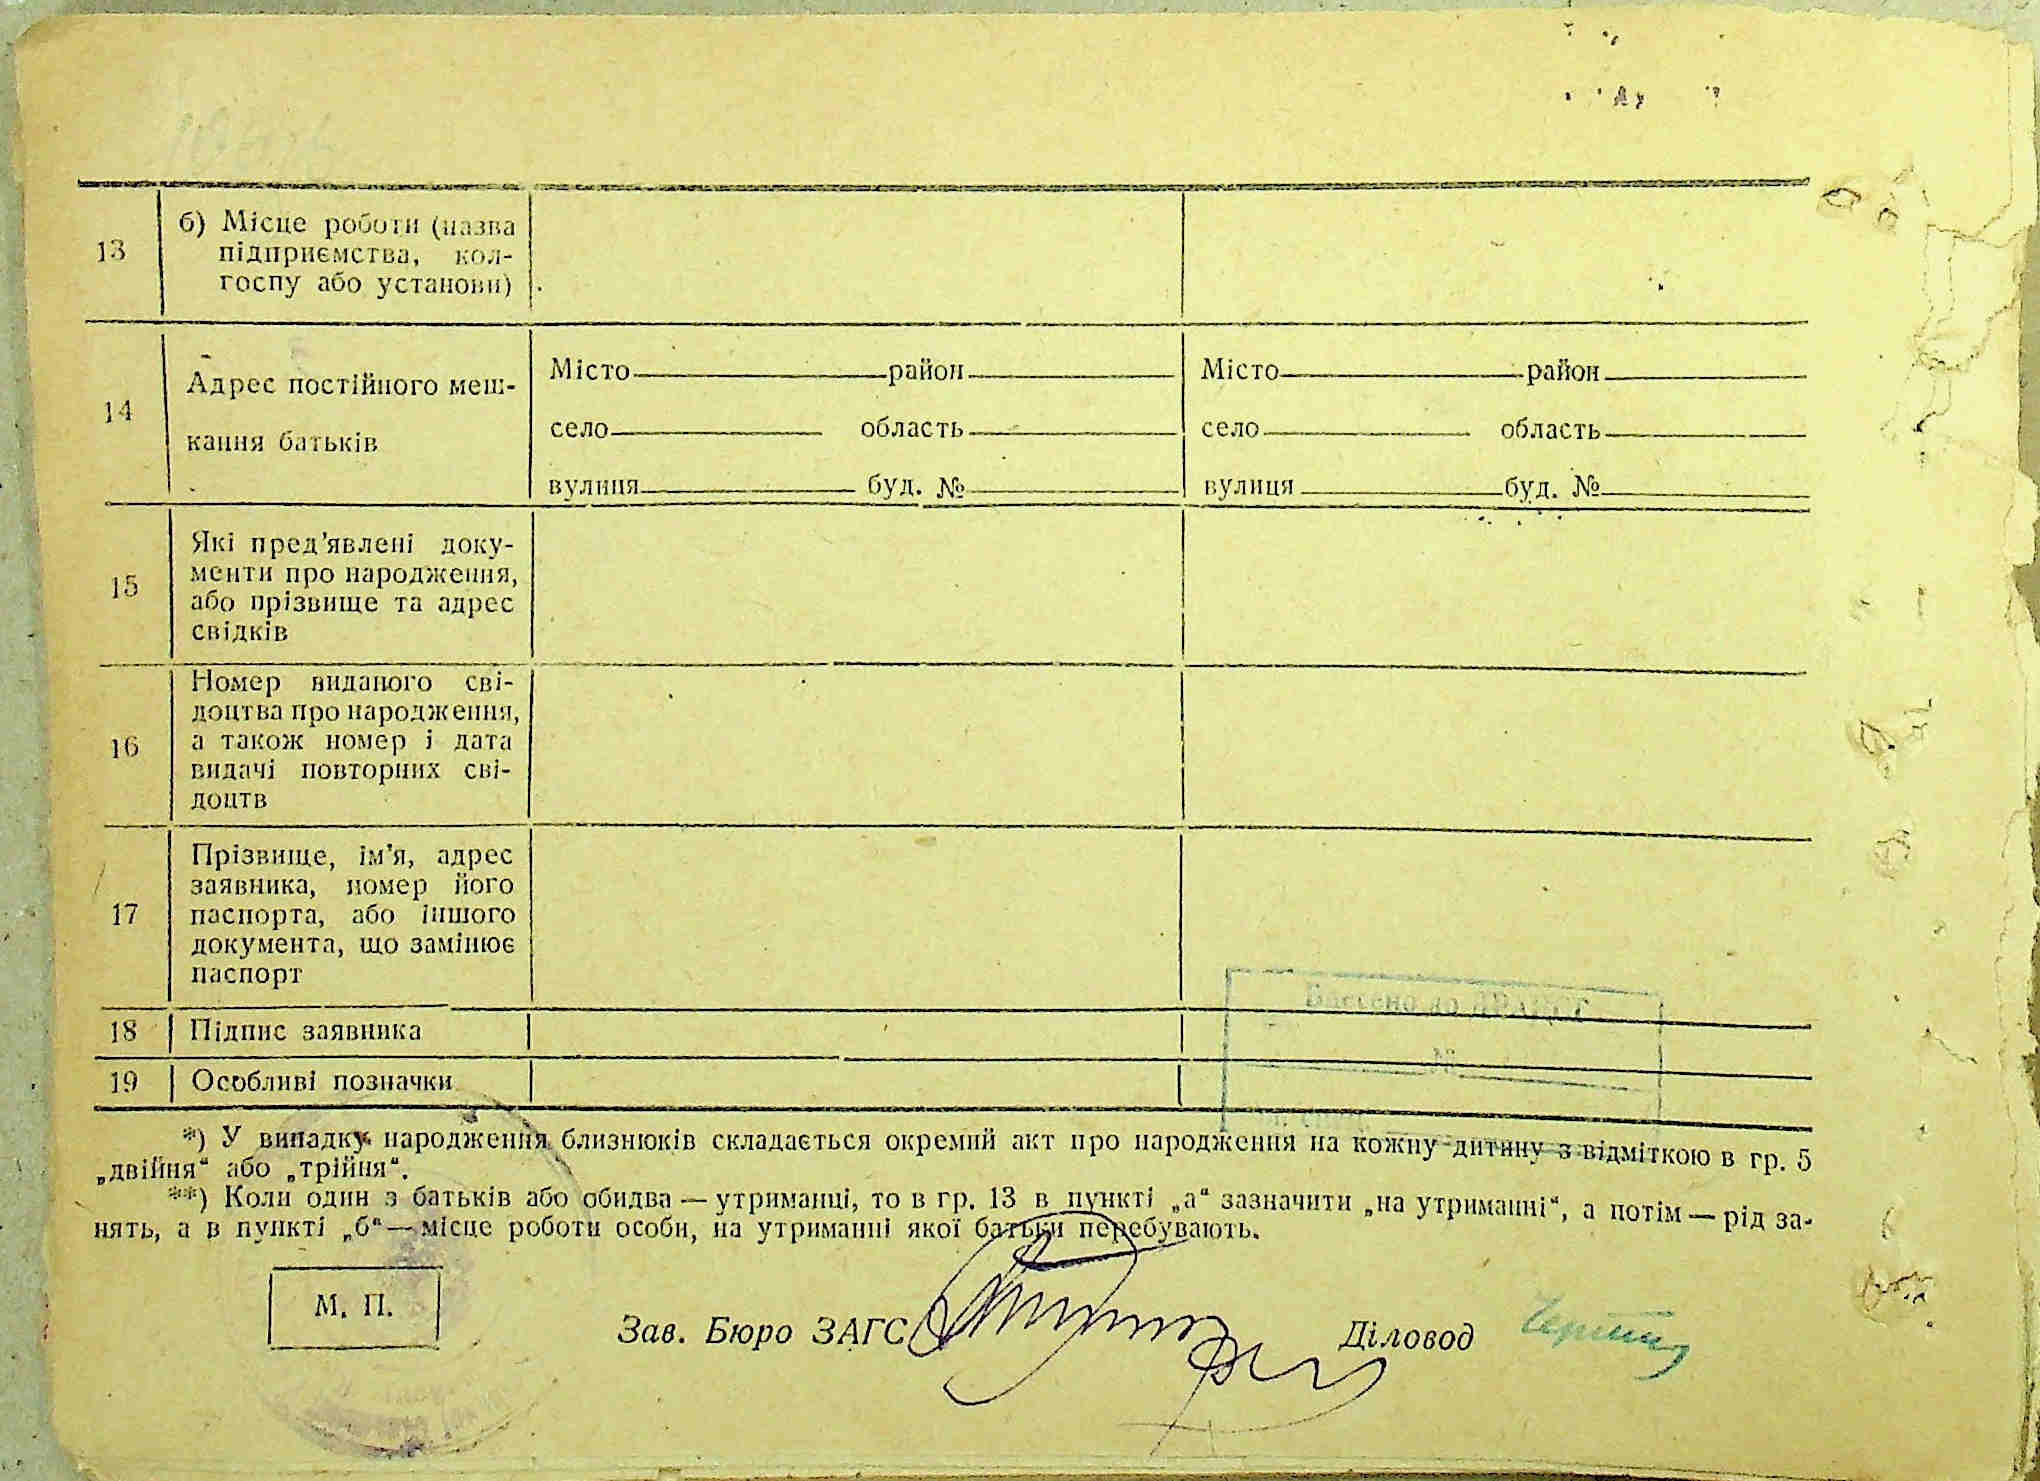 13
б) Місце роботи (назва
підприємства, кол-
госпу або установи)
14
Адрес постійного меш-
кання батьків
Місто район
село область
вулиця буд. №
Місто район
село область
вулиця буд. №
15
Які пред'явлені доку-
менти про народження,
або прізвище та адрес
свідків
16
Номер виданого сві-
доцтва про народження,
а також номер і дата
видачі повторних сві-
доцтв
17
Прізвище, ім'я, адрес
заявника, номер його
паспорта, або іншого
документа, що замінює
паспорт
18 Підпис заявника
19 Особливі позначки
*) У випадку народження близнюків складається окремий акт про народження на кожну дитину з відміткою в гр. 5
„двійня“ або „трійня“.
**) Коли один з батьків або обидва — утриманці, то в гр. 13 в пункті „а“ зазначити „на утриманні“, а потім — рід за-
нять, а в пункті „б“ — місце роботи особи, на утриманні якої батьки перебувають.
М. П.
Зав. Бюро ЗАГС
Діловод